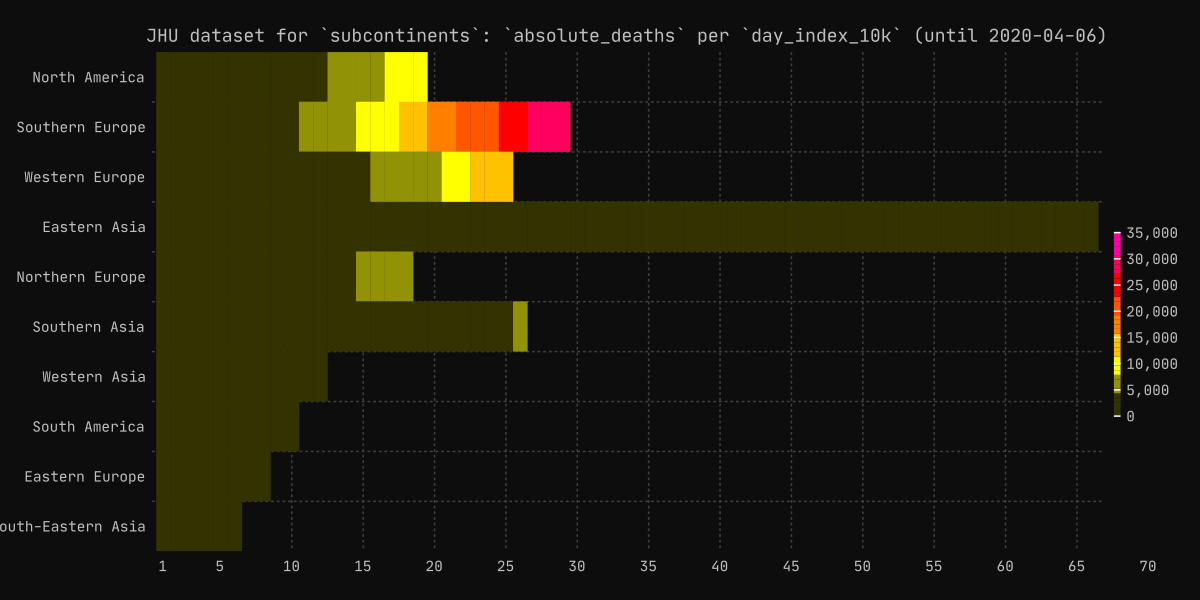 JHU dataset for `subcontinents`: `absolute_deaths` per `day_index_10k` (until 2020-04-06)
North America
Southern Europe
Western Europe
Eastern Asia
Northern Europe
Southern Asia
Western Asia
South America
Eastern Europe
outh-Eastern Asia
1 5 10 15 20 25 30 35 40 45 50 55 60 65 70
35,000
30,000
25,000
20,000
15,000
10,000
5,000
0